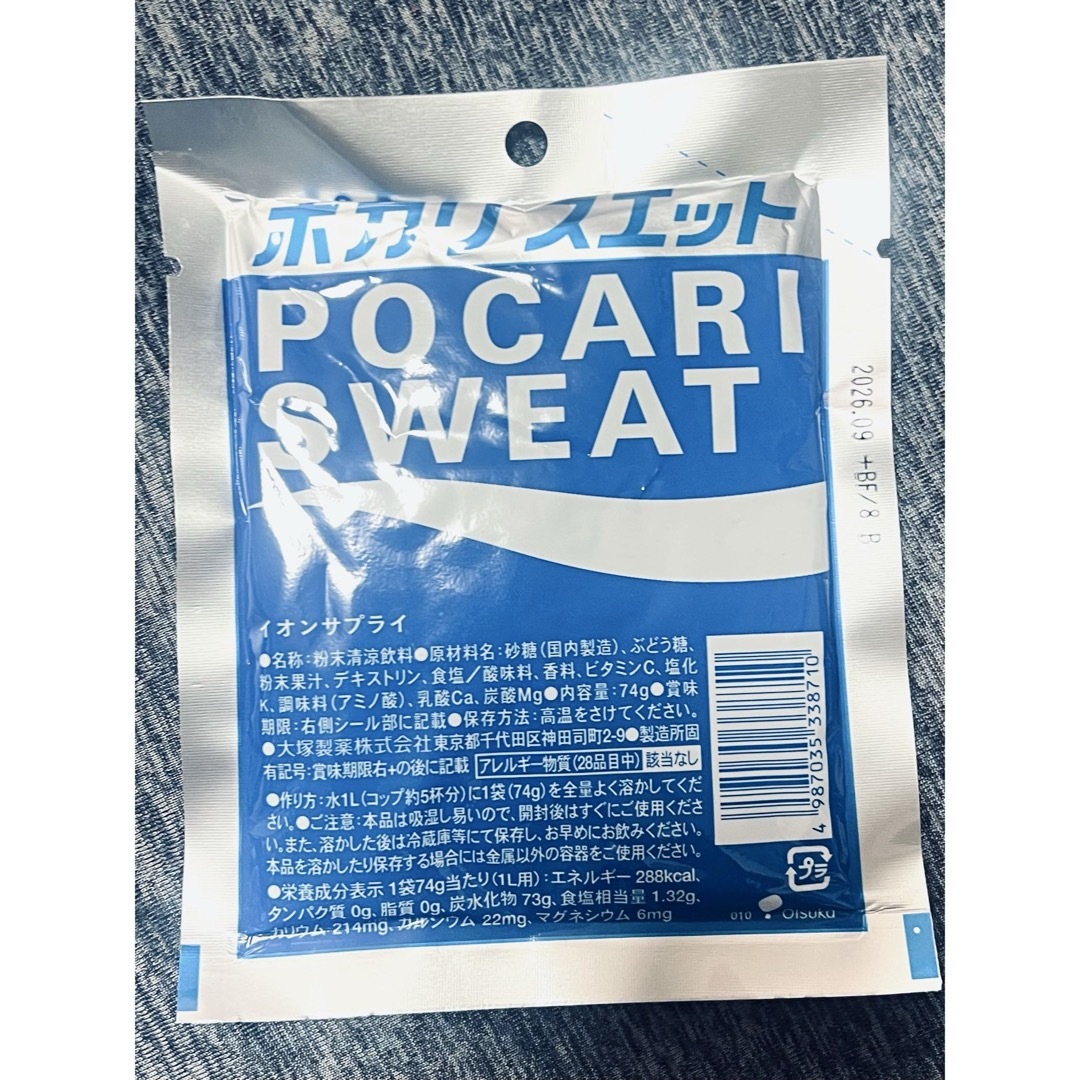 ポカリスエット
POCARI
SWEAT
2026.09 +BF/8 B
イオンサプライ
●名称:粉末清涼飲料●原材料名:砂糖(国内製造)、ぶどう糖、
粉末果汁、デキストリン、食塩/酸味料、香料、ビタミンC、塩化
K、調味料(アミノ酸)、乳酸Ca、炭酸Mg●内容量:74g●賞味
期限:右側シール部に記載●保存方法:高温をさけてください。
●大塚製薬株式会社 東京都千代田区神田司町2-9●製造所固
有記号:賞味期限右+の後に記載 アレルギー物質(28品目中) 該当なし
●作り方:水1L(コップ約5杯分)に1袋(74g)を全量よく溶かしてくだ
さい。●ご注意:本品は吸湿し易いので、開封後はすぐにご使用くださ
い。また、溶かした後は冷蔵庫等にて保存し、お早めにお飲みください。
本品を溶かしたり保存する場合には金属以外の容器をご使用ください。
●栄養成分表示 1袋74g当たり(1L用):エネルギー 288kcal、
タンパク質 0g、脂質 0g、炭水化物 73g、食塩相当量 1.32g、
カリウム 214mg、カルシウム 22mg、マグネシウム 6mg
4 987035 338710
プラ
010 Otsuka